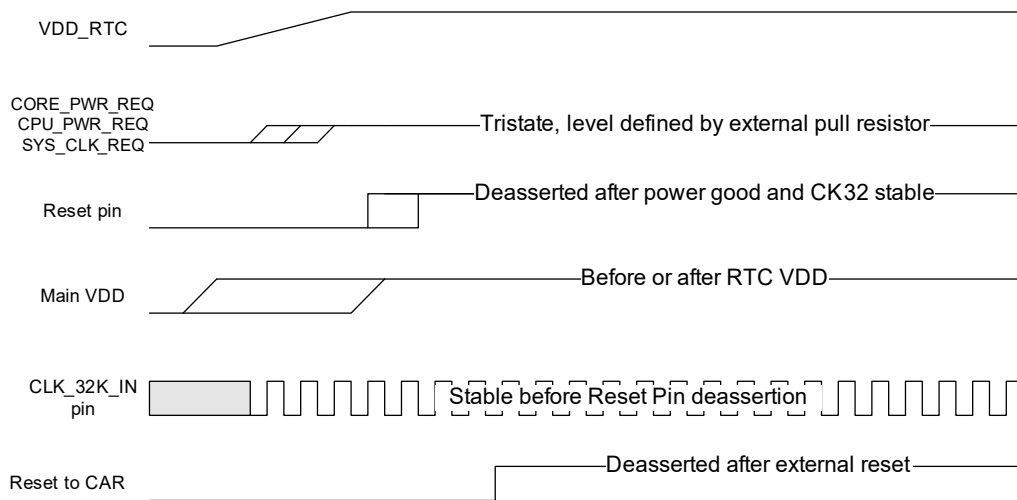 VDD_RTC
CORE_PWR_REQ
CPU_PWR_REQ
SYS_CLK_REQ
Tristate, level defined by external pull resistor
Reset pin
Deasserted after power good and CK32 stable
Main VDD
Before or after RTC VDD
CLK_32K_IN
pin
Stable before Reset Pin deassertion
Reset to CAR
Deasserted after external reset